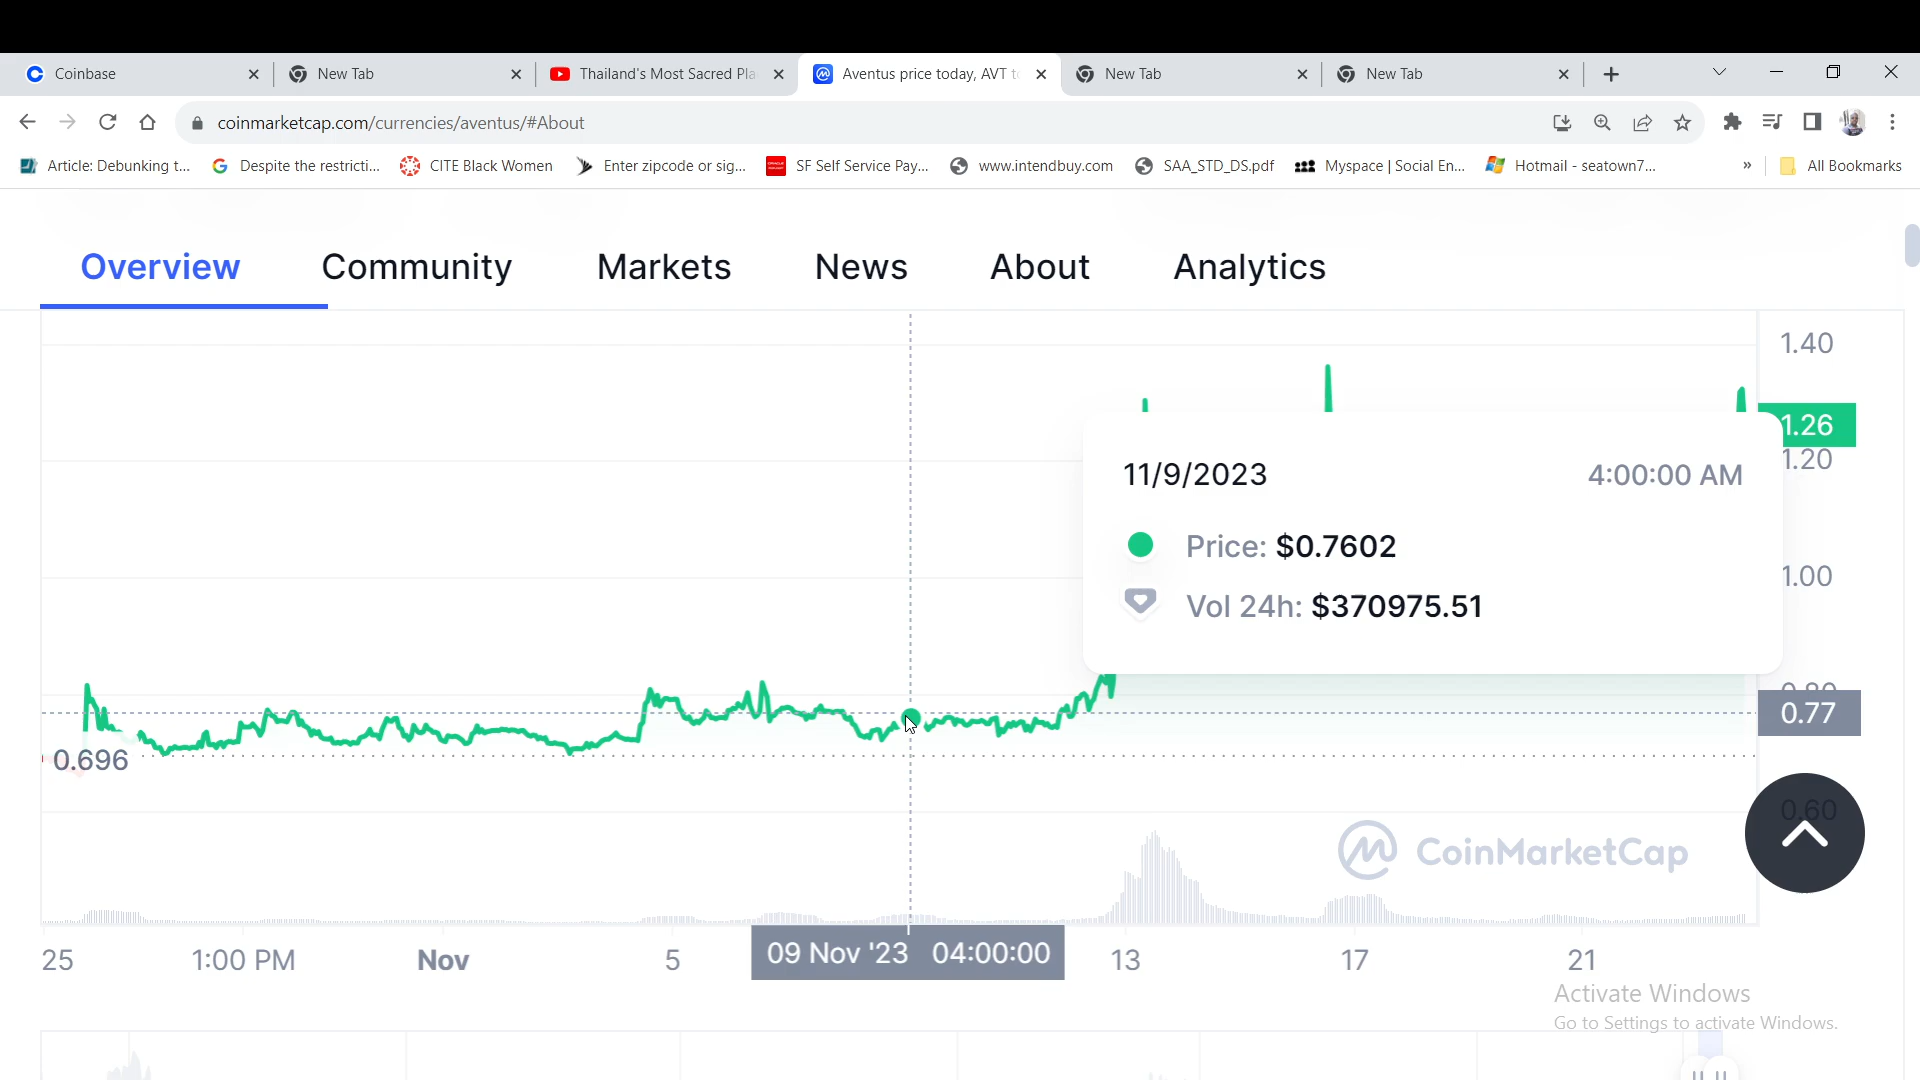 Coinbase
New Tab
Thailand's Most Sacred Pla
Aventus price today, AVT to
New Tab
New Tab
coinmarketcap.com/currencies/aventus/#About
Article: Debunking t...
Despite the restricti...
CITE Black Women
Enter zipcode or sig...
SF Self Service Pay...
www.intendbuy.com
SAA_STD_DS.pdf
Myspace | Social En...
Hotmail - seatown7...
»
All Bookmarks
Overview
Community
Markets
News
About
Analytics
1.40
1.26
1.20
11/9/2023 4:00:00 AM
Price: $0.7602
1.00
Vol 24h: $370975.51
0.80
0.77
0.696
0.60
CoinMarketCap
25
1:00 PM
Nov
5
09 Nov '23 04:00:00
13
17
21
Activate Windows
Go to Settings to activate Windows.